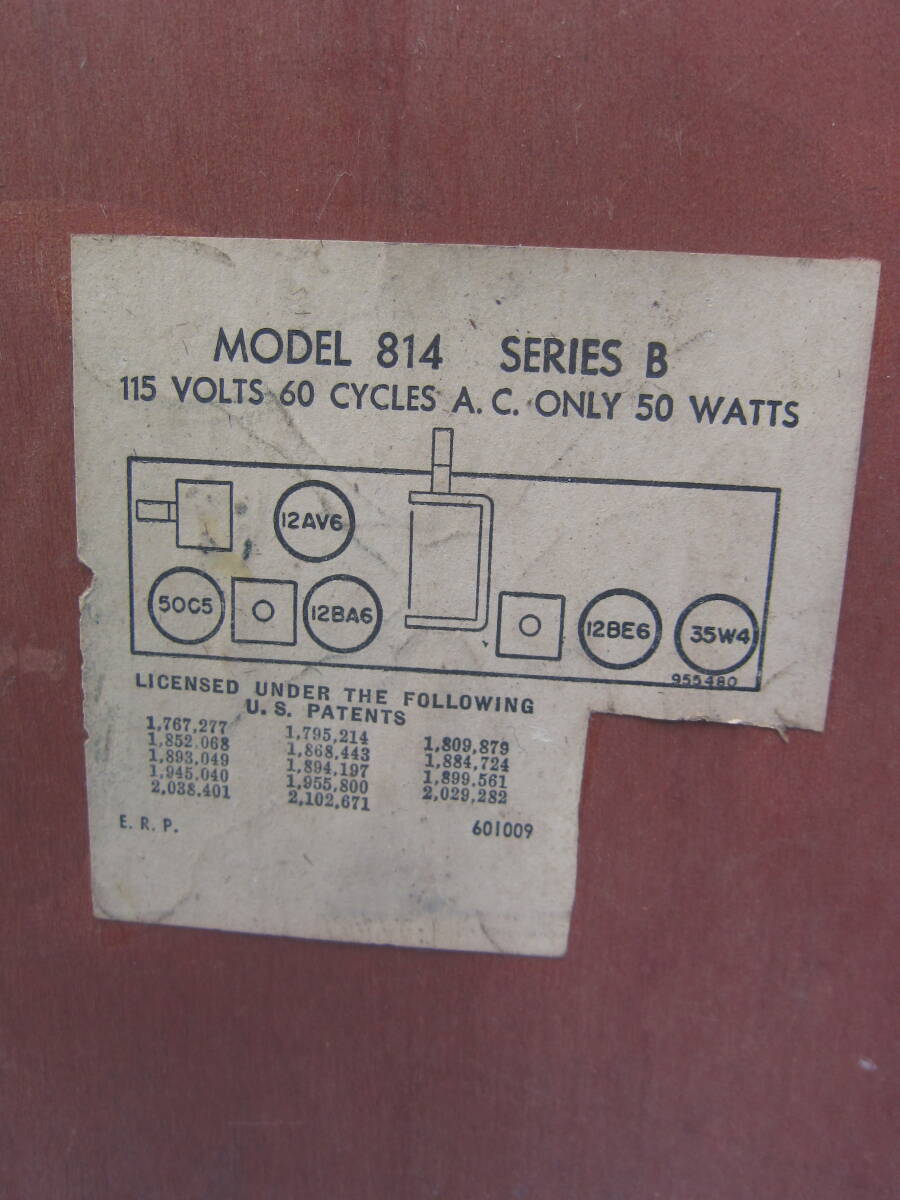 MODEL 814 SERIES B
115 VOLTS 60 CYCLES A.C. ONLY 50 WATTS
12AV6
50C5 12BA6 12BE6 35W4
955480
LICENSED UNDER THE FOLLOWING
U. S. PATENTS
1,767,277 1,795,214 1,809,879
1,852,068 1,868,443 1,884,724
1,893,049 1,894,197 1,899,561
1,945,040 1,955,800 2,029,282
2,038,401 2,102,671
E. R. P. 601009